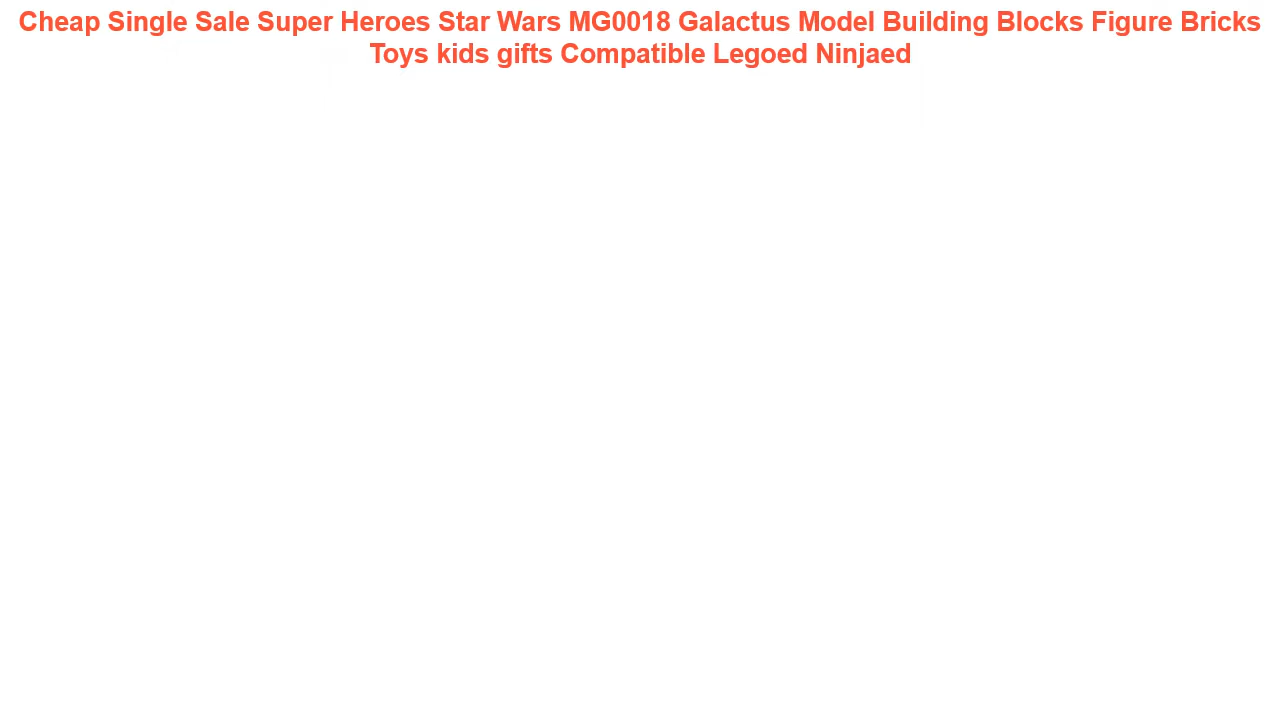 Cheap Single Sale Super Heroes Star Wars MG0018 Galactus Model Building Blocks Figure Bricks
Toys kids gifts Compatible Legoed Ninjaed